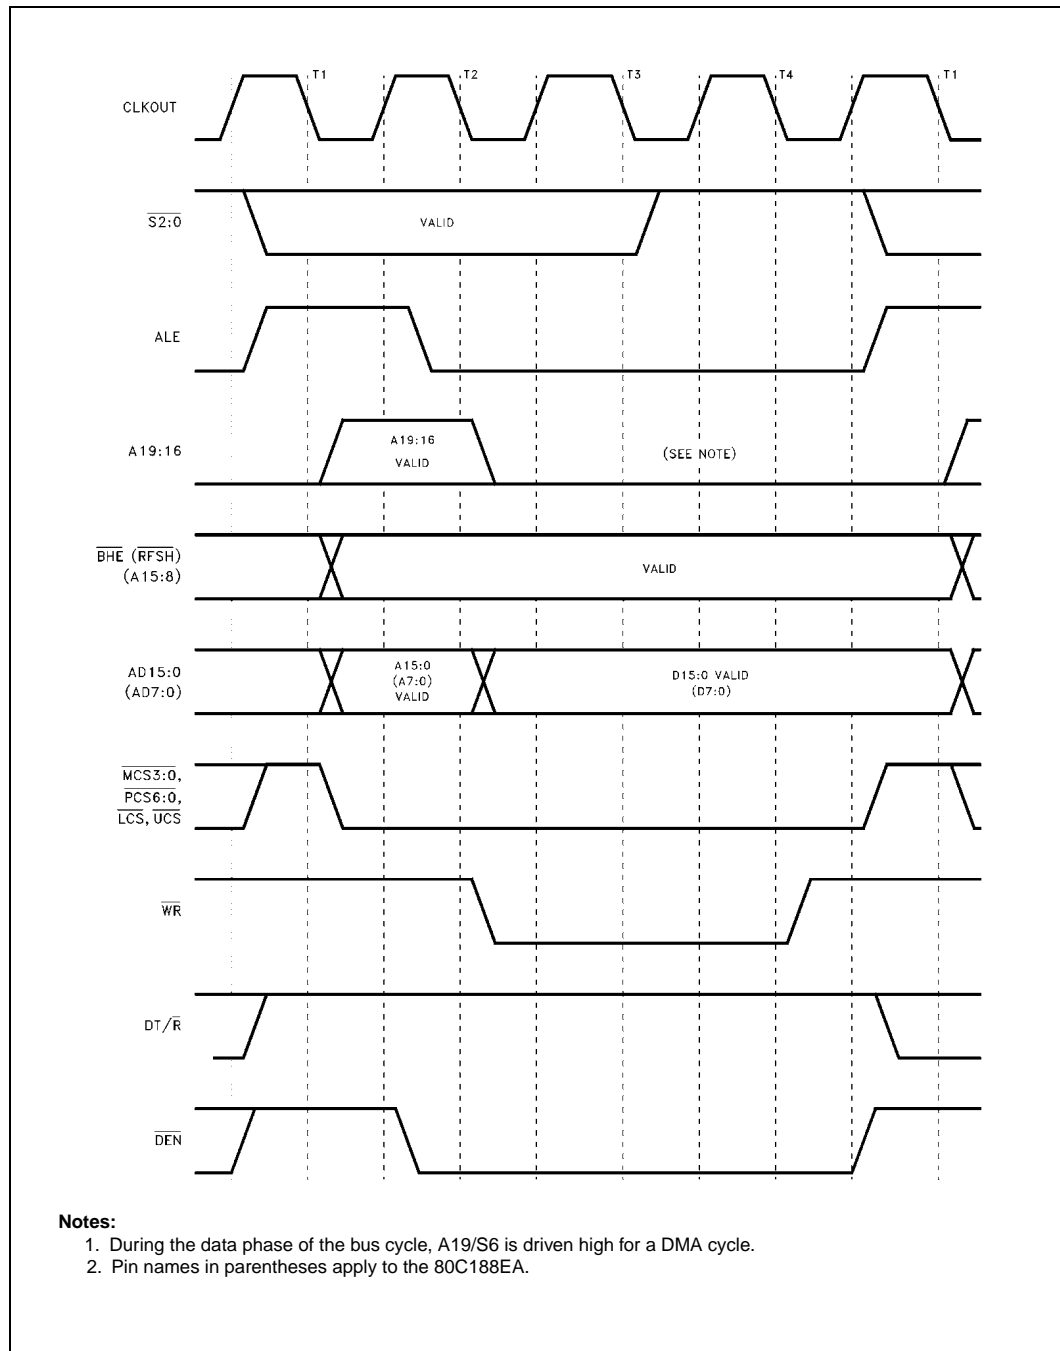 T1 T2 T3 T4 T1
CLKOUT
S2:0
VALID
ALE
A19:16
A19:16
VALID
(SEE NOTE)
BHE (RFSH)
(A15:8)
VALID
AD15:0
(AD7:0)
A15:0
(A7:0)
VALID
D15:0 VALID
(D7:0)
MCS3:0,
PCS6:0,
LCS, UCS
WR
DT/R
DEN
Notes:
1. During the data phase of the bus cycle, A19/S6 is driven high for a DMA cycle.
2. Pin names in parentheses apply to the 80C188EA.